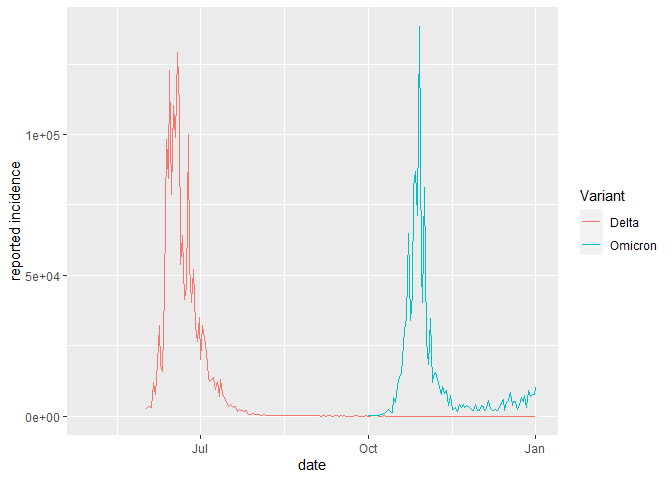 reported incidence
1e+05
5e+04
0e+00
Jul
Oct
Jan
date
Variant
Delta
Omicron